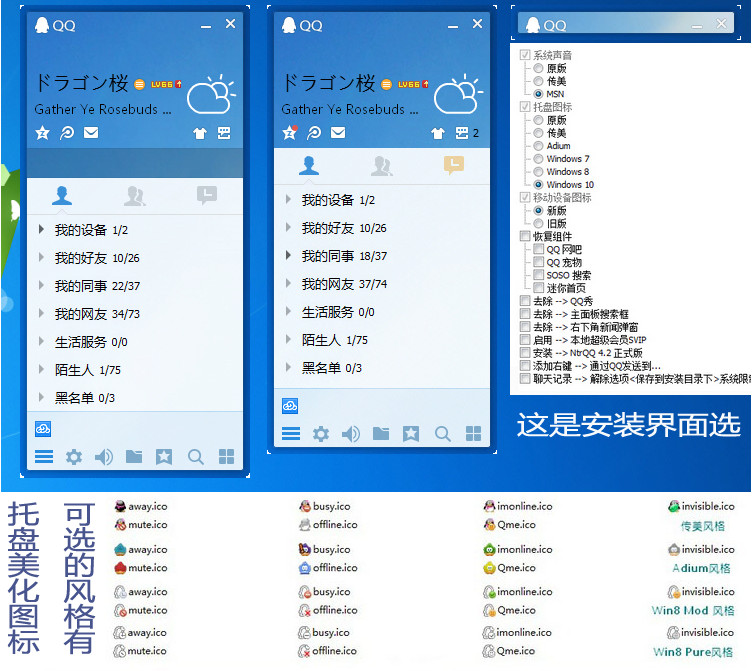 QQ
ドラゴン桜 LV66
Gather Ye Rosebuds ...
我的设备 1/2
我的好友 10/26
我的同事 22/37
我的网友 34/73
生活服务 0/0
陌生人 1/75
黑名单 0/3
QQ
ドラゴン桜 LV66
Gather Ye Rosebuds ...
2
我的设备 1/2
我的好友 10/26
我的同事 18/37
我的网友 37/74
生活服务 0/0
陌生人 1/75
黑名单 0/3
QQ
系统声音
原版
传美
MSN
托盘图标
原版
传美
Adium
Windows 7
Windows 8
Windows 10
移动设备图标
新版
旧版
恢复组件
QQ 网吧
QQ 宠物
SOSO 搜索
迷你首页
去除 --> QQ秀
去除 --> 主面板搜索框
去除 --> 右下角新闻弹窗
启用 --> 本地超级会员SVIP
安装 --> NtrQQ 4.2 正式版
添加右键 --> 通过QQ发送到...
聊天记录 --> 解除选项<保存到安装目录下>系统限
这是安装界面选
可选的风格有
托盘美化图标
away.ico busy.ico imonline.ico invisible.ico
mute.ico offline.ico Qme.ico 传美风格
away.ico busy.ico imonline.ico invisible.ico
mute.ico offline.ico Qme.ico Adium风格
away.ico busy.ico imonline.ico invisible.ico
mute.ico offline.ico Qme.ico Win8 Mod 风格
away.ico busy.ico imonline.ico invisible.ico
mute.ico offline.ico Qme.ico Win8 Pure风格